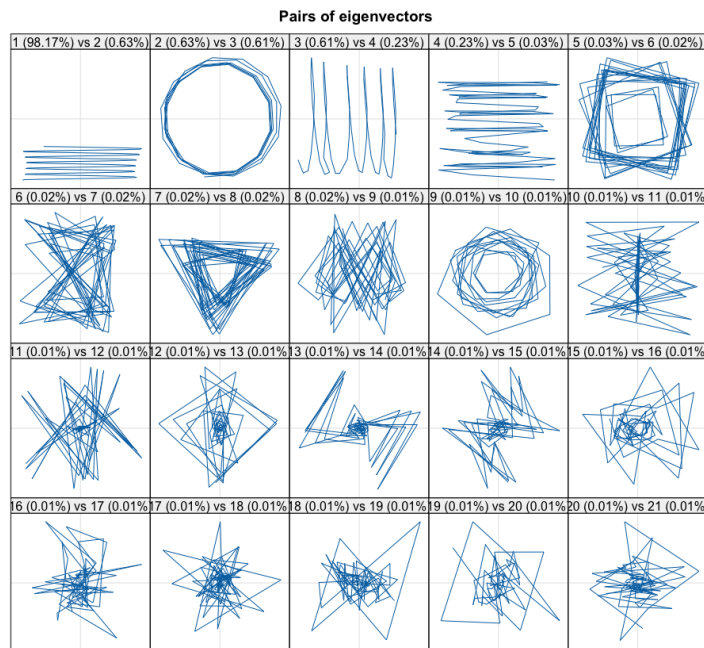 Pairs of eigenvectors
1 (98.17%) vs 2 (0.63%)
2 (0.63%) vs 3 (0.61%)
3 (0.61%) vs 4 (0.23%)
4 (0.23%) vs 5 (0.03%)
5 (0.03%) vs 6 (0.02%)
6 (0.02%) vs 7 (0.02%)
7 (0.02%) vs 8 (0.02%)
8 (0.02%) vs 9 (0.01%)
9 (0.01%) vs 10 (0.01%)
10 (0.01%) vs 11 (0.01%)
11 (0.01%) vs 12 (0.01%
12 (0.01%) vs 13 (0.01%
13 (0.01%) vs 14 (0.01%
14 (0.01%) vs 15 (0.01%
15 (0.01%) vs 16 (0.01%
16 (0.01%) vs 17 (0.01%
17 (0.01%) vs 18 (0.01%
18 (0.01%) vs 19 (0.01%
19 (0.01%) vs 20 (0.01%
20 (0.01%) vs 21 (0.01%